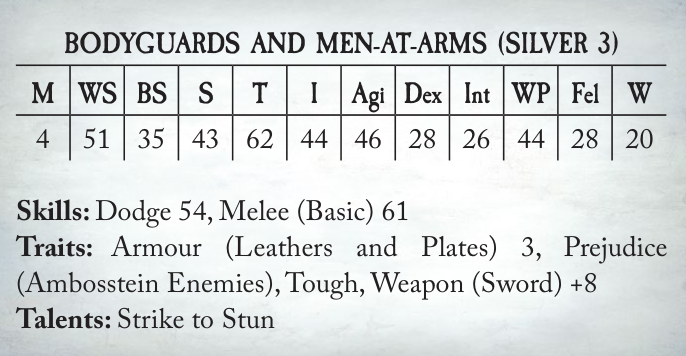 BODYGUARDS AND MEN-AT-ARMS (SILVER 3)
M WS BS S T I Agi Dex Int WP Fel W
4 51 35 43 62 44 46 28 26 44 28 20
Skills: Dodge 54, Melee (Basic) 61
Traits: Armour (Leathers and Plates) 3, Prejudice
(Ambosstein Enemies), Tough, Weapon (Sword) +8
Talents: Strike to Stun